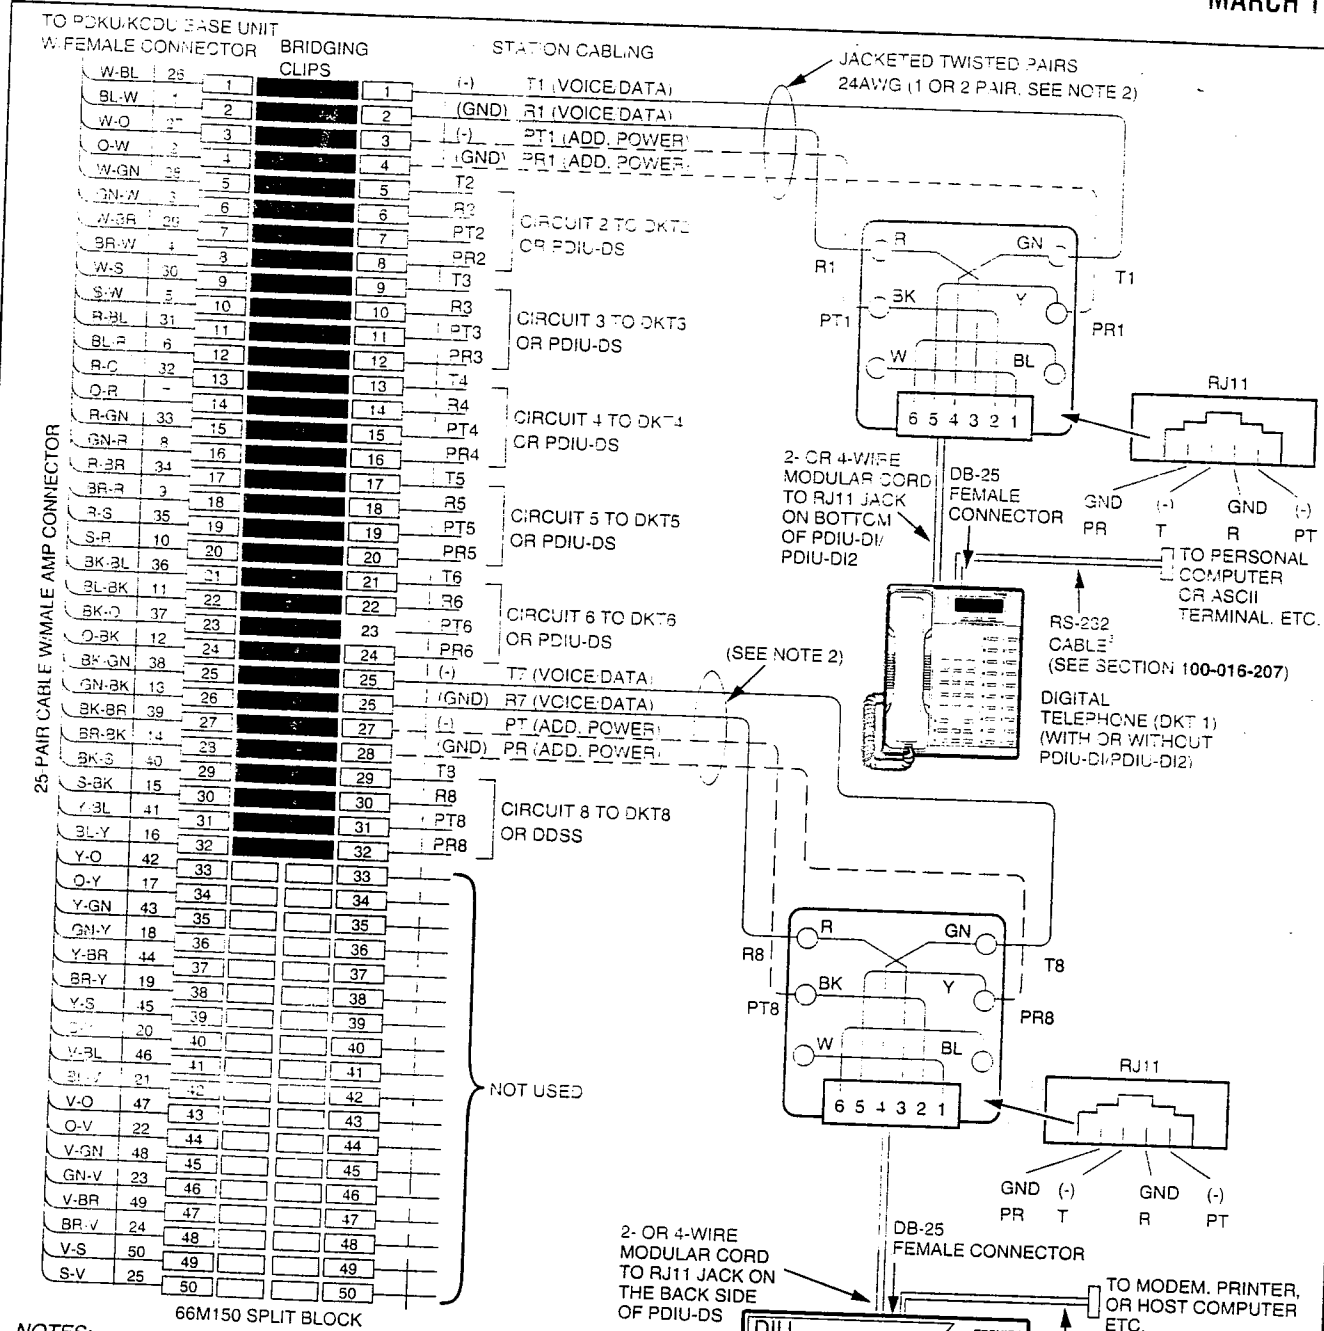 MARCH 1
TO PDKU/KCDU BASE UNIT
W/FEMALE CONNECTOR
BRIDGING
CLIPS
STATION CABLING
JACKETED TWISTED PAIRS
24AWG (1 OR 2 PAIR, SEE NOTE 2)
W-BL 26 1 1 (-) T1 (VOICE/DATA)
BL-W 1 2 2 (GND) R1 (VOICE/DATA)
W-O 27 3 3 (-) PT1 (ADD. POWER)
O-W 2 4 4 (GND) PR1 (ADD. POWER)
W-GN 28 5 5 T2
GN-W 3 6 6 R2
W-BR 29 7 7 PT2
BR-W 4 8 8 PR2
CIRCUIT 2 TO DKT2
OR PDIU-DS
W-S 30 9 9 T3
S-W 5 10 10 R3
R-BL 31 11 11 PT3
BL-R 6 12 12 PR3
CIRCUIT 3 TO DKT3
OR PDIU-DS
R-O 32 13 13 T4
O-R 7 14 14 R4
R-GN 33 15 15 PT4
GN-R 8 16 16 PR4
CIRCUIT 4 TO DKT4
OR PDIU-DS
R-BR 34 17 17 T5
BR-R 9 18 18 R5
R-S 35 19 19 PT5
S-R 10 20 20 PR5
CIRCUIT 5 TO DKT5
OR PDIU-DS
BK-BL 36 21 21 T6
BL-BK 11 22 22 R6
BK-O 37 23 23 PT6
O-BK 12 24 24 PR6
CIRCUIT 6 TO DKT6
OR PDIU-DS
BK-GN 38 25 25 (-) T7 (VOICE/DATA)
GN-BK 13 26 26 (GND) R7 (VOICE/DATA)
BK-BR 39 27 27 (-) PT (ADD. POWER)
BR-BK 14 28 28 (GND) PR (ADD. POWER)
(SEE NOTE 2)
BK-S 40 29 29 T8
S-BK 15 30 30 R8
Y-BL 41 31 31 PT8
BL-Y 16 32 32 PR8
CIRCUIT 8 TO DKT8
OR DDSS
Y-O 42 33 33
O-Y 17 34 34
Y-GN 43 35 35
GN-Y 18 36 36
Y-BR 44 37 37
BR-Y 19 38 38
Y-S 45 39 39
20 40 40
V-BL 46 41 41
BL-V 21 42 42
V-O 47 43 43
O-V 22 44 44
V-GN 48 45 45
GN-V 23 46 46
V-BR 49 47 47
BR-V 24 48 48
V-S 50 49 49
S-V 25 50 50
NOT USED
66M150 SPLIT BLOCK
25 PAIR CABLE W/MALE AMP CONNECTOR
NOTES:
R GN
R1 T1
BK Y
PT1 PR1
W BL
6 5 4 3 2 1
RJ11
GND (-) GND (-)
PR T R PT
2- OR 4-WIRE
MODULAR CORD
TO RJ11 JACK
ON BOTTOM
OF PDIU-DI/
PDIU-DI2
DB-25
FEMALE
CONNECTOR
TO PERSONAL
COMPUTER
OR ASCII
TERMINAL, ETC.
RS-232
CABLE
(SEE SECTION 100-016-207)
DIGITAL
TELEPHONE (DKT 1)
(WITH OR WITHOUT
PDIU-DI/PDIU-DI2)
R GN
R8 T8
BK Y
PT8 PR8
W BL
6 5 4 3 2 1
RJ11
GND (-) GND (-)
PR T R PT
2- OR 4-WIRE
MODULAR CORD
TO RJ11 JACK ON
THE BACK SIDE
OF PDIU-DS
DB-25
FEMALE CONNECTOR
TO MODEM, PRINTER,
OR HOST COMPUTER
ETC.
DIU